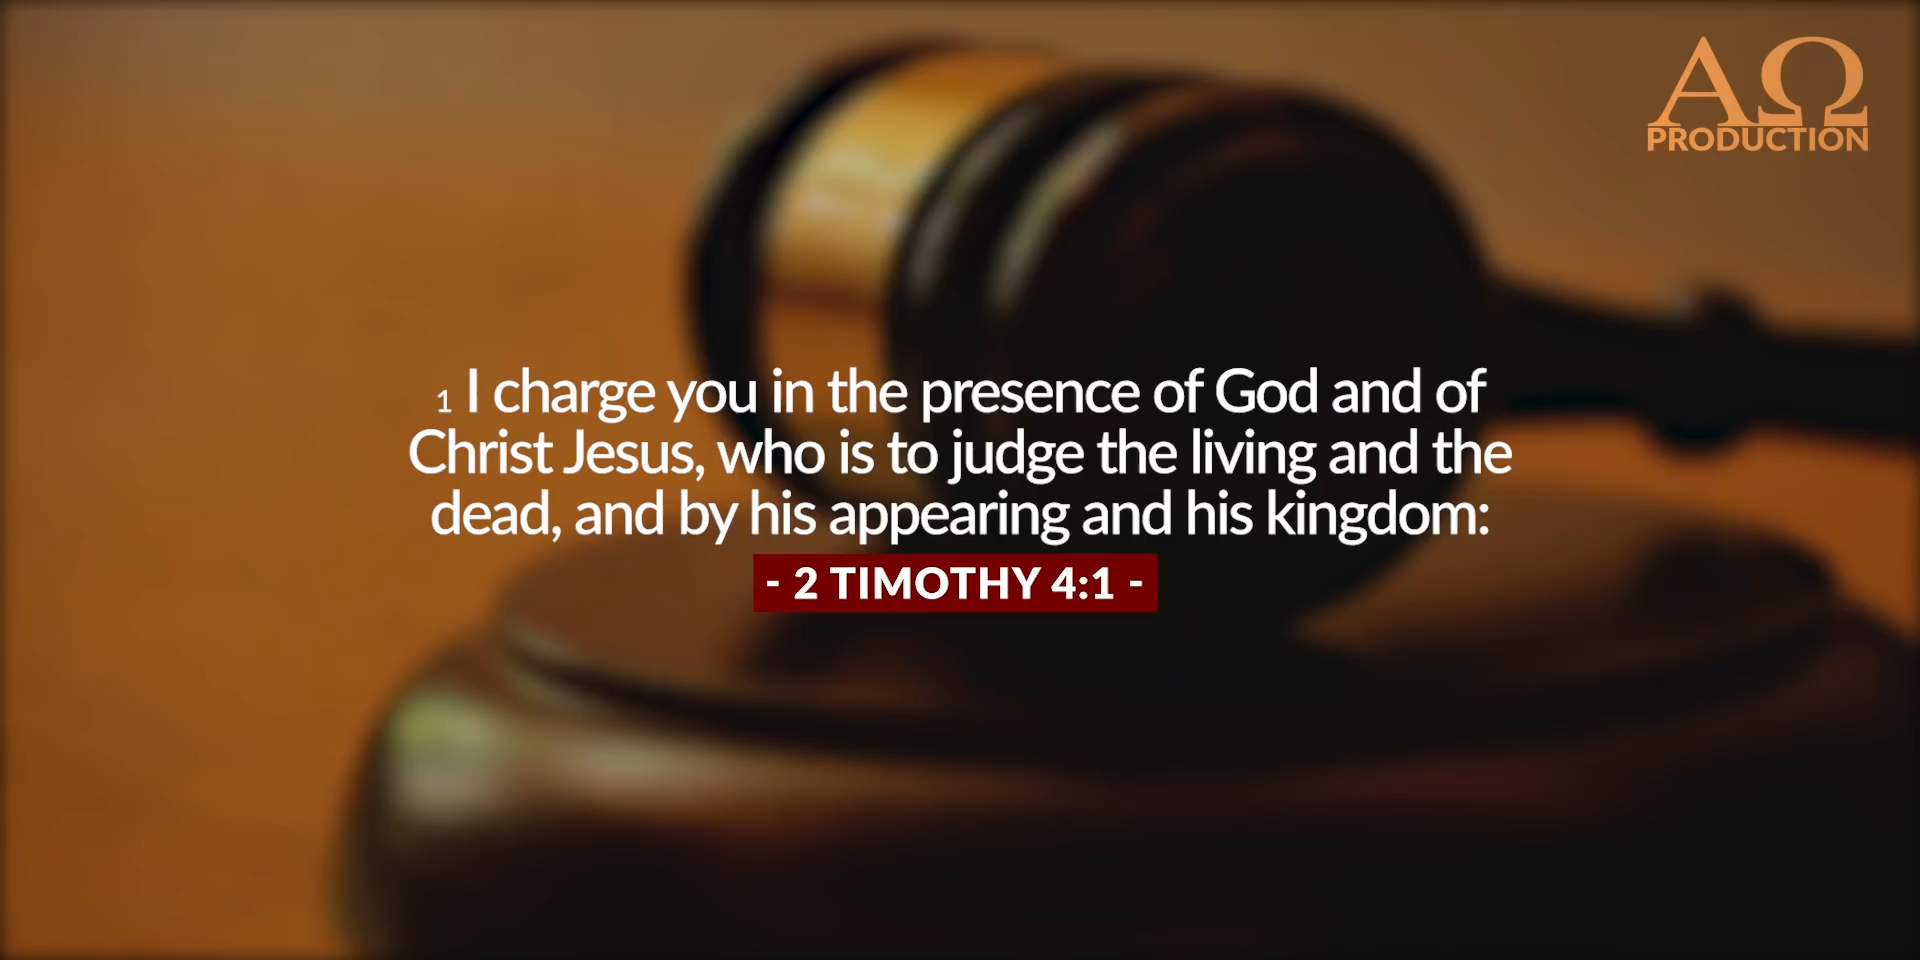 ΑΩ
PRODUCTION
1 I charge you in the presence of God and of
Christ Jesus, who is to judge the living and the
dead, and by his appearing and his kingdom:
- 2 TIMOTHY 4:1 -